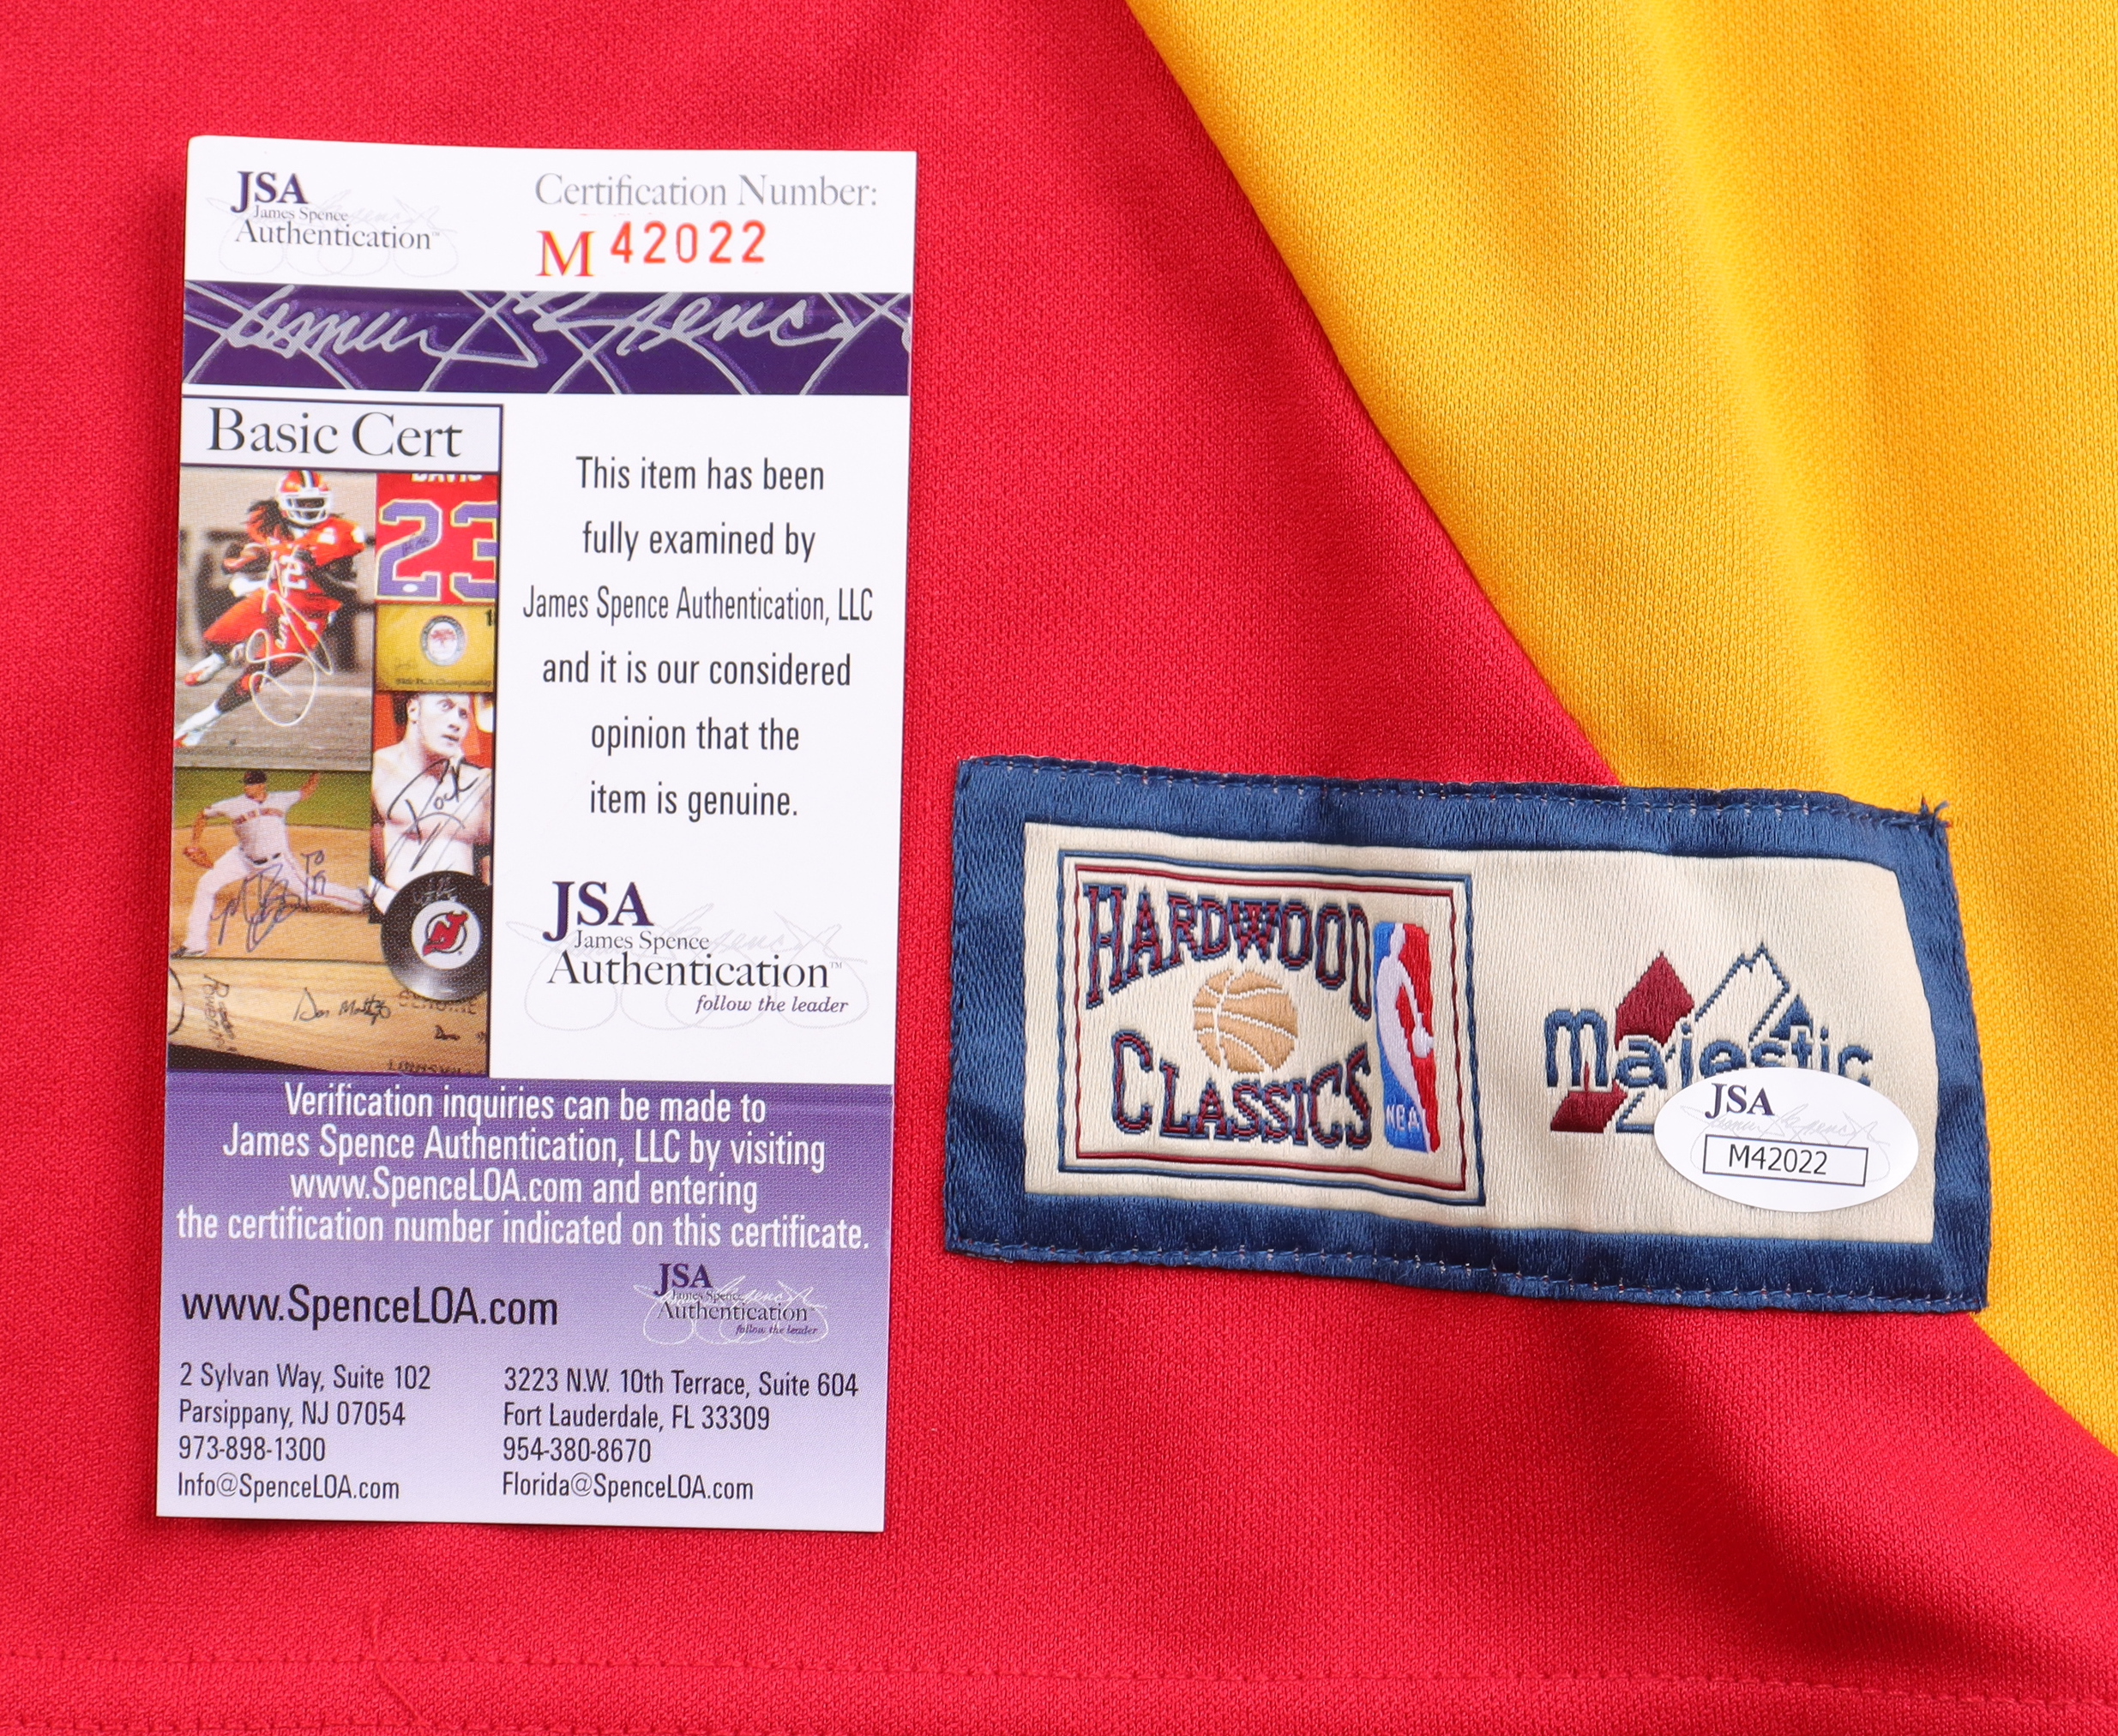 JSA
James Spence
Authentication™
Certification Number:
M 42022
Basic Cert
DAVIS
23
Rock
This item has been
fully examined by
James Spence Authentication, LLC
and it is our considered
opinion that the
item is genuine.
JSA
James Spence
Authentication™
follow the leader
Verification inquiries can be made to
James Spence Authentication, LLC by visiting
www.SpenceLOA.com and entering
the certification number indicated on this certificate.
www.SpenceLOA.com
JSA
James Spence
Authentication
follow the leader
2 Sylvan Way, Suite 102
Parsippany, NJ 07054
973-898-1300
Info@SpenceLOA.com
3223 N.W. 10th Terrace, Suite 604
Fort Lauderdale, FL 33309
954-380-8670
Florida@SpenceLOA.com
HARDWOOD
CLASSICS
NBA
majestic
JSA
M42022